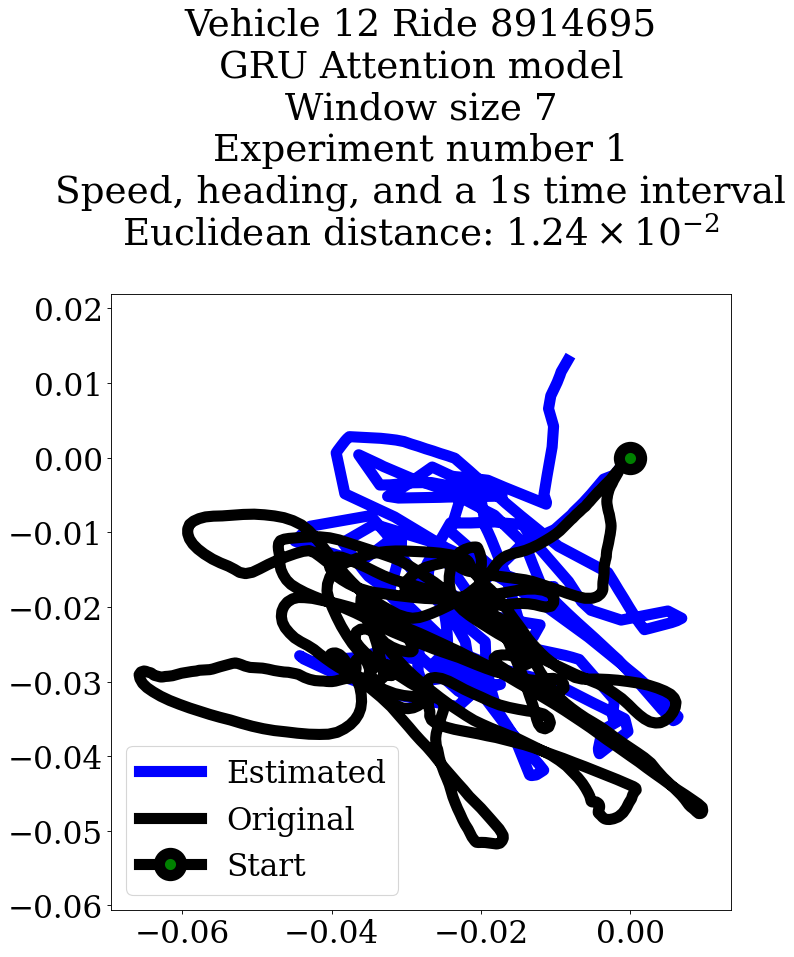 Vehicle 12 Ride 8914695
GRU Attention model
Window size 7
Experiment number 1
Speed, heading, and a 1s time interval
Euclidean distance: 1.24 × 10⁻²
0.02
0.01
0.00
−0.01
−0.02
−0.03
−0.04
−0.05
−0.06
Estimated
Original
Start
−0.06 −0.04 −0.02 0.00